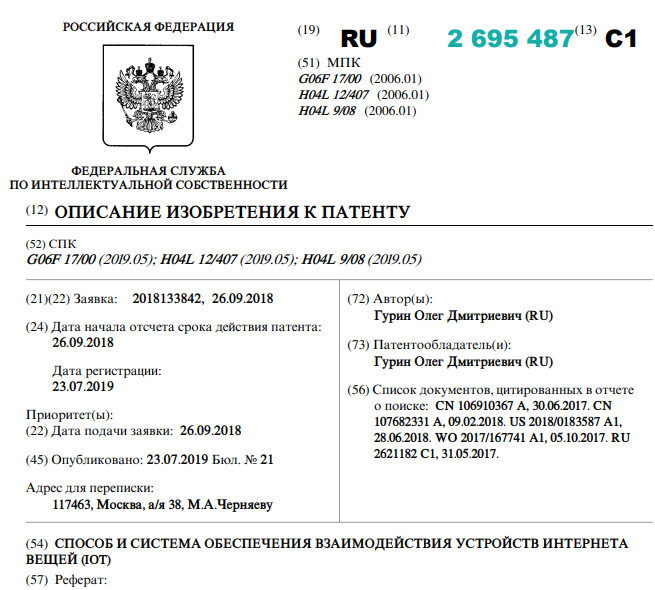 РОССИЙСКАЯ ФЕДЕРАЦИЯ
(19) RU (11) 2 695 487 (13) C1
(51) МПК
G06F 17/00 (2006.01)
H04L 12/407 (2006.01)
H04L 9/08 (2006.01)
ФЕДЕРАЛЬНАЯ СЛУЖБА
ПО ИНТЕЛЛЕКТУАЛЬНОЙ СОБСТВЕННОСТИ
(12) ОПИСАНИЕ ИЗОБРЕТЕНИЯ К ПАТЕНТУ
(52) СПК
G06F 17/00 (2019.05); H04L 12/407 (2019.05); H04L 9/08 (2019.05)
(21)(22) Заявка: 2018133842, 26.09.2018
(24) Дата начала отсчета срока действия патента:
26.09.2018
Дата регистрации:
23.07.2019
Приоритет(ы):
(22) Дата подачи заявки: 26.09.2018
(45) Опубликовано: 23.07.2019 Бюл. № 21
Адрес для переписки:
117463, Москва, а/я 38, М.А.Черняеву
(72) Автор(ы):
Гурин Олег Дмитриевич (RU)
(73) Патентообладатель(и):
Гурин Олег Дмитриевич (RU)
(56) Список документов, цитированных в отчете
о поиске: CN 106910367 A, 30.06.2017. CN
107682331 A, 09.02.2018. US 2018/0183587 A1,
28.06.2018. WO 2017/167741 A1, 05.10.2017. RU
2621182 C1, 31.05.2017.
(54) СПОСОБ И СИСТЕМА ОБЕСПЕЧЕНИЯ ВЗАИМОДЕЙСТВИЯ УСТРОЙСТВ ИНТЕРНЕТА
ВЕЩЕЙ (IOT)
(57) Реферат: